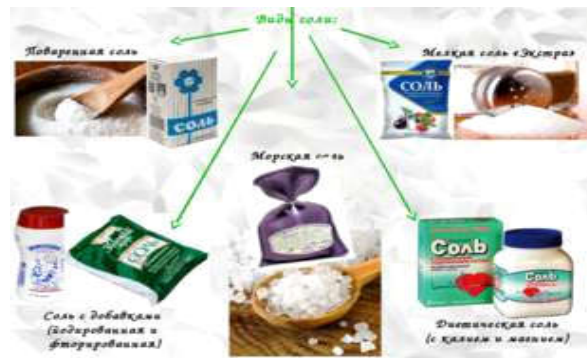 Виды соли:
Поваренная соль
Мелкая соль «Экстра»
СОЛЬ
СОЛЬ
Морская соль
СОЛЬ
Соль
Соль
Соль с добавками
(йодированная и
фторированная)
Диетическая соль
(с калием и магнием)